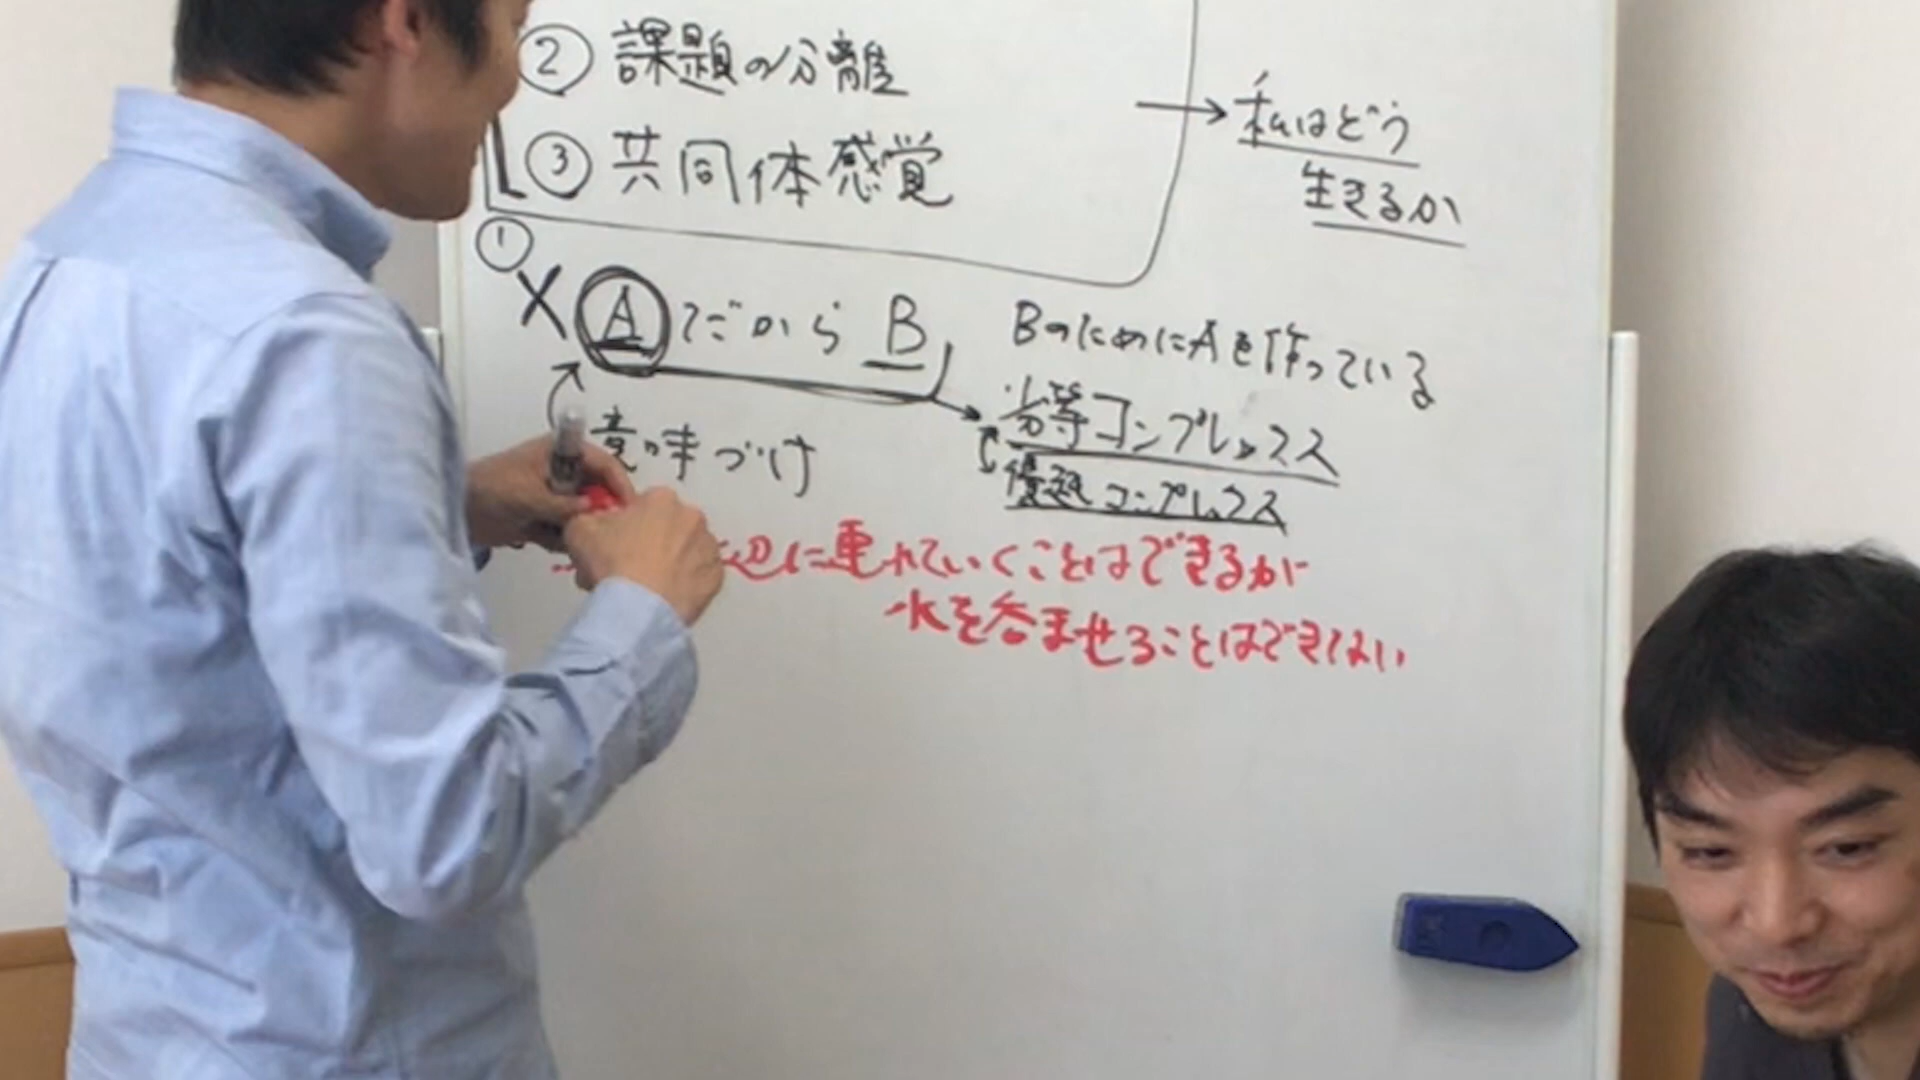 ② 課題の分離
③ 共同体感覚
→ 私はどう
生きるか
①
X A だから B
Bのために Aを作っている
劣等コンプレックス
優越コンプレックス
意味づけ
辺に連れていくことはできるが
水を呑ませることはできない